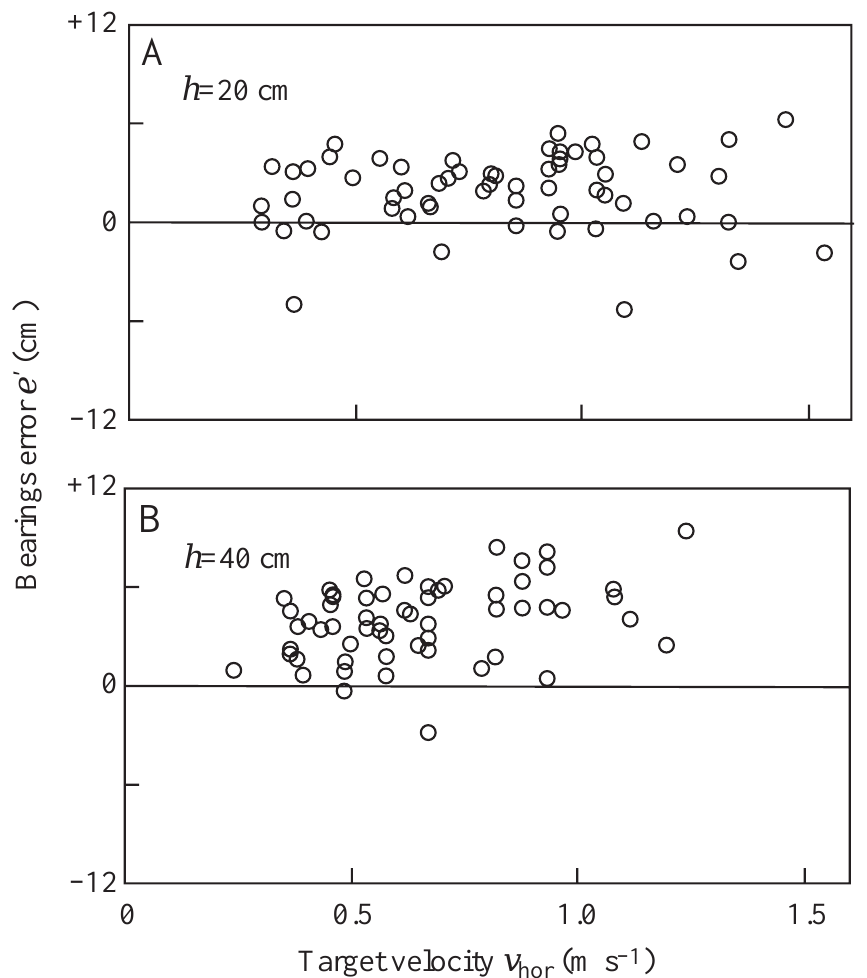 +12
A
h=20 cm
0
−12
Bearings error e' (cm)
+12
B
h=40 cm
0
−12
0 0.5 1.0 1.5
Target velocity vhor (m s−1)